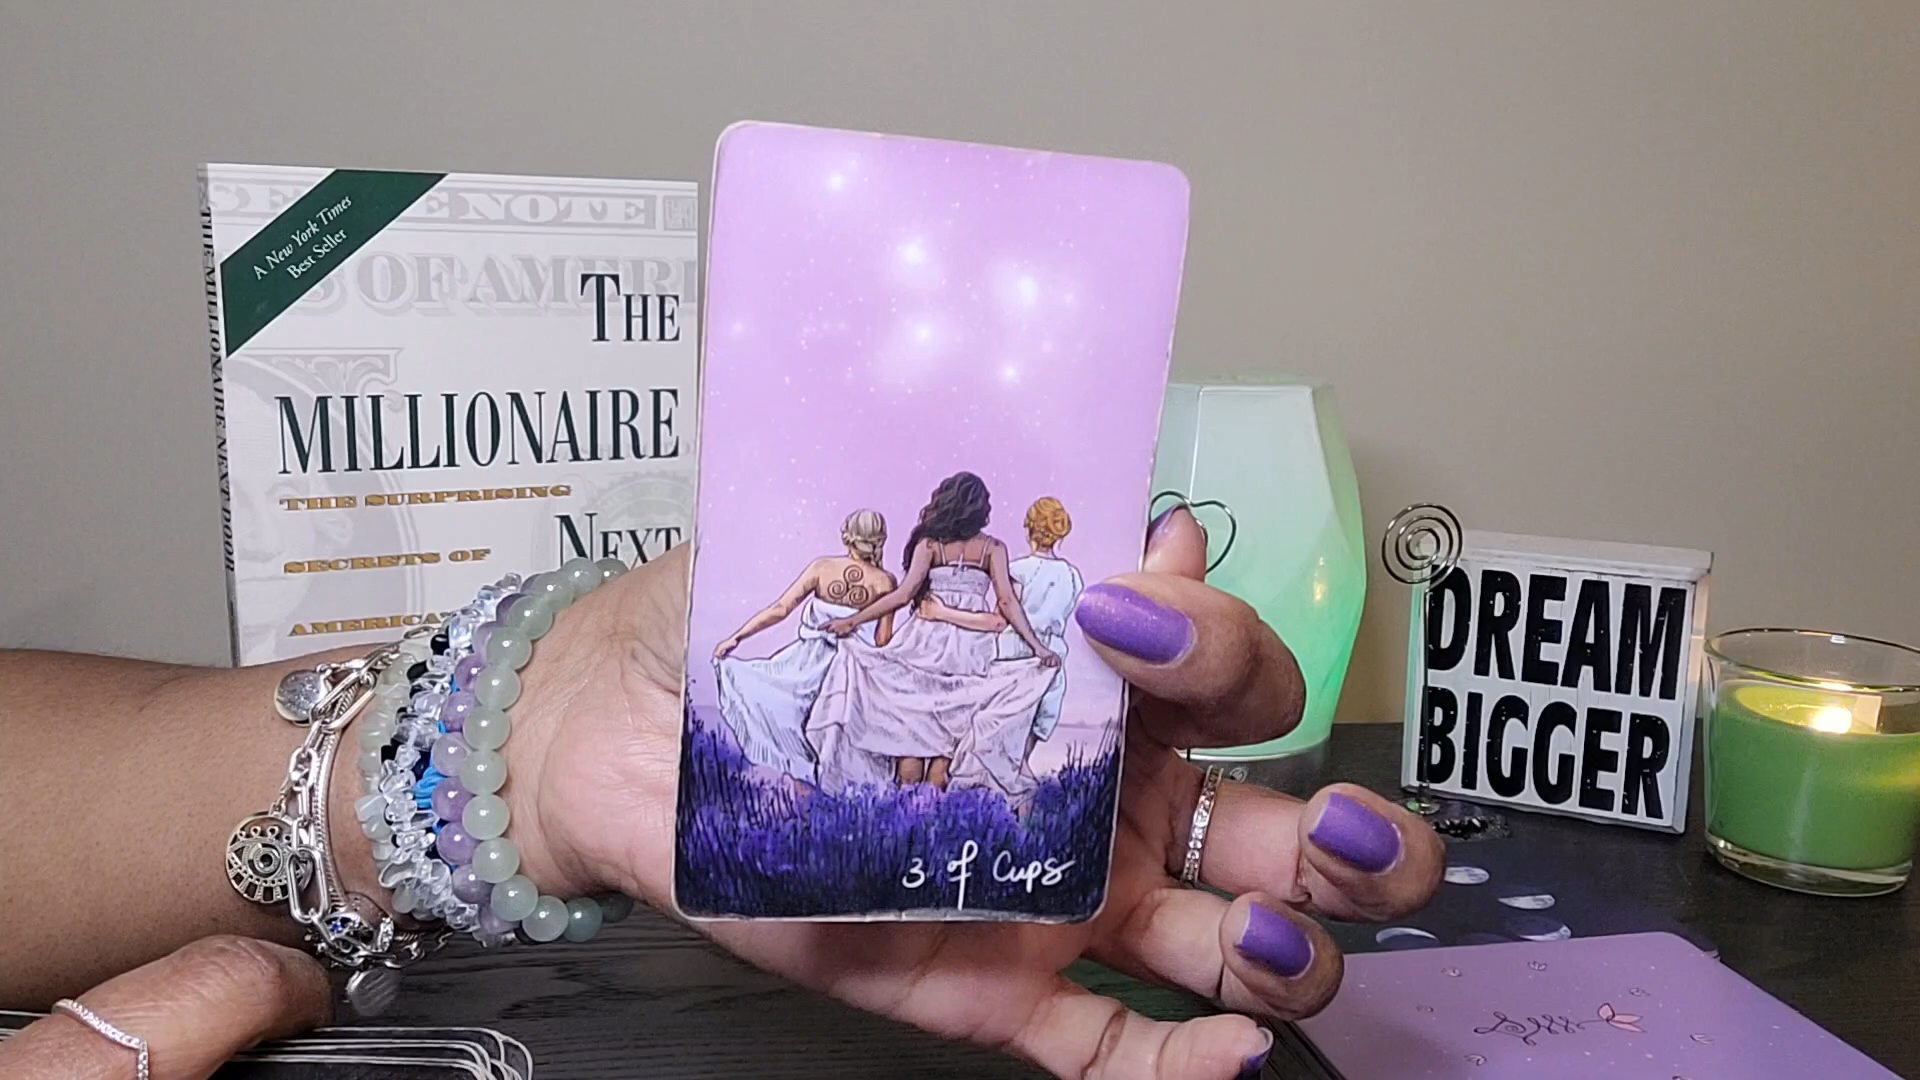 A New York Times
Best Seller
THE MILLIONAIRE NEXT DOOR
THE
MILLIONAIRE
THE SURPRISING
NEXT
SECRETS OF
AMERICA'
3 of Cups
DREAM
BIGGER